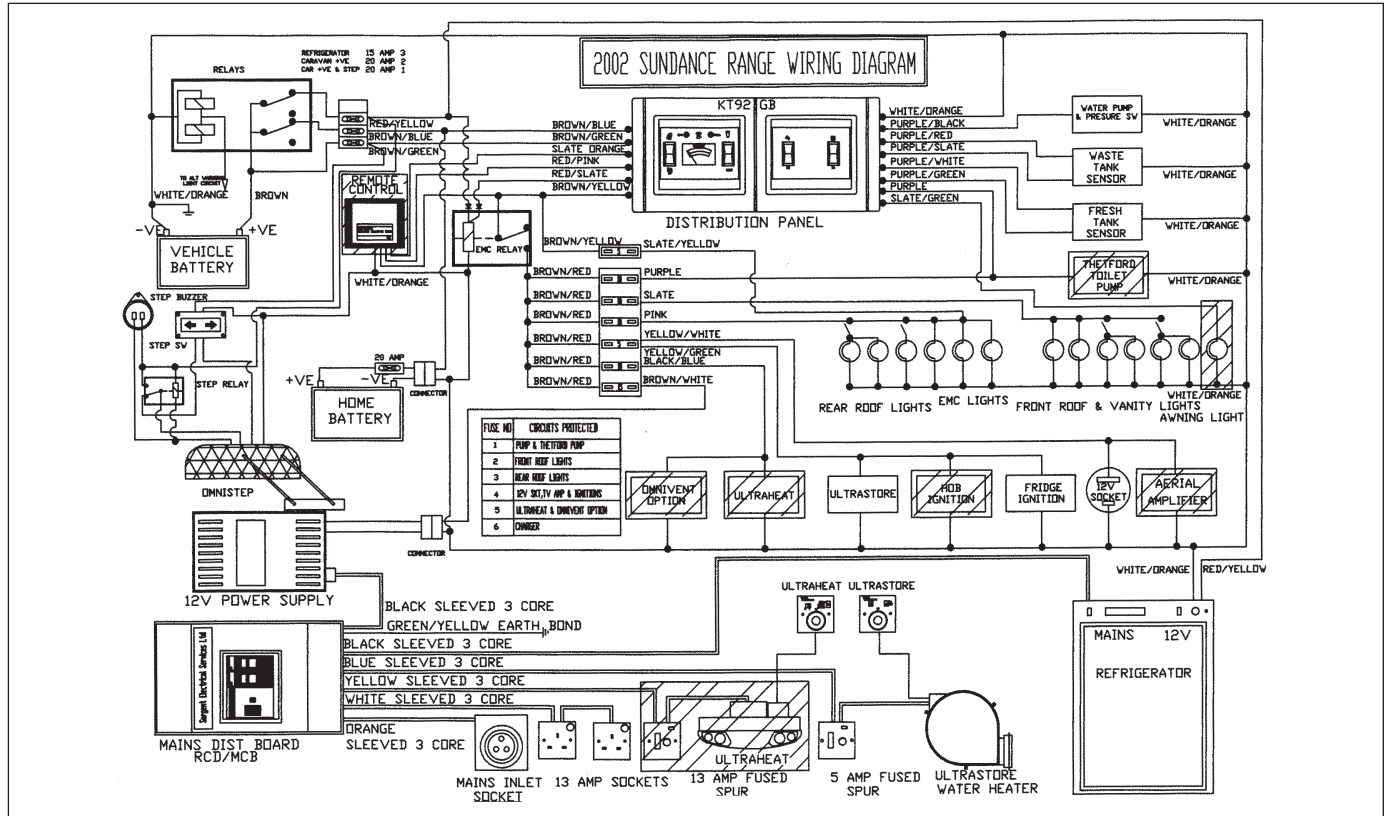 2002 SUNDANCE RANGE WIRING DIAGRAM
REFRIGERATOR 15 AMP 3
CARAVAN +VE 20 AMP 2
CAR +VE & STEP 20 AMP 1
RELAYS
RED/YELLOW
BROWN/BLUE
BROWN/GREEN
TO ALT WARNING
LIGHT CIRCUIT
WHITE/ORANGE
BROWN
-VE
+VE
VEHICLE
BATTERY
REMOTE
CONTROL
WHITE/ORANGE
BROWN/BLUE
BROWN/GREEN
SLATE ORANGE
RED/PINK
RED/SLATE
BROWN/YELLOW
KT92 GB
DISTRIBUTION PANEL
WHITE/ORANGE
PURPLE/BLACK
PURPLE/RED
PURPLE/SLATE
PURPLE/WHITE
PURPLE/GREEN
PURPLE
SLATE/GREEN
WATER PUMP
& PRESURE SW
WHITE/ORANGE
WASTE
TANK
SENSOR
WHITE/ORANGE
FRESH
TANK
SENSOR
WHITE/ORANGE
THETFORD
TOILET
PUMP
WHITE/ORANGE
EMC RELAY
BROWN/YELLOW
SLATE/YELLOW
BROWN/RED
PURPLE
BROWN/RED
SLATE
BROWN/RED
PINK
BROWN/RED
YELLOW/WHITE
YELLOW/GREEN
BROWN/RED
BLACK/BLUE
BROWN/RED
BROWN/WHITE
STEP BUZZER
STEP SW
STEP RELAY
OMNISTEP
20 AMP
+VE
-VE
HOME
BATTERY
CONNECTOR
REAR ROOF LIGHTS
EMC LIGHTS
FRONT ROOF & VANITY LIGHTS
WHITE/ORANGE
AWNING LIGHT
FUSE NO CIRCUITS PROTECTED
1 PUMP & THETFORD PUMP
2 FRONT ROOF LIGHTS
3 REAR ROOF LIGHTS
4 12V SKT,TV AMP & IGNITIONS
5 ULTRAHEAT & OMNIVENT OPTION
6 CHARGER
OMNIVENT
OPTION
ULTRAHEAT
ULTRASTORE
HOB
IGNITION
FRIDGE
IGNITION
12V
SOCKET
AERIAL
AMPLIFIER
CONNECTOR
12V POWER SUPPLY
WHITE/ORANGE
RED/YELLOW
BLACK SLEEVED 3 CORE
GREEN/YELLOW EARTH BOND
BLACK SLEEVED 3 CORE
BLUE SLEEVED 3 CORE
YELLOW SLEEVED 3 CORE
WHITE SLEEVED 3 CORE
ORANGE
SLEEVED 3 CORE
Sargent Electrical Services Ltd
MAINS DIST BOARD
RCD/MCB
MAINS INLET
SOCKET
13 AMP SOCKETS
ULTRAHEAT
13 AMP FUSED
SPUR
5 AMP FUSED
SPUR
ULTRAHEAT
ULTRASTORE
ULTRASTORE
WATER HEATER
MAINS
12V
REFRIGERATOR